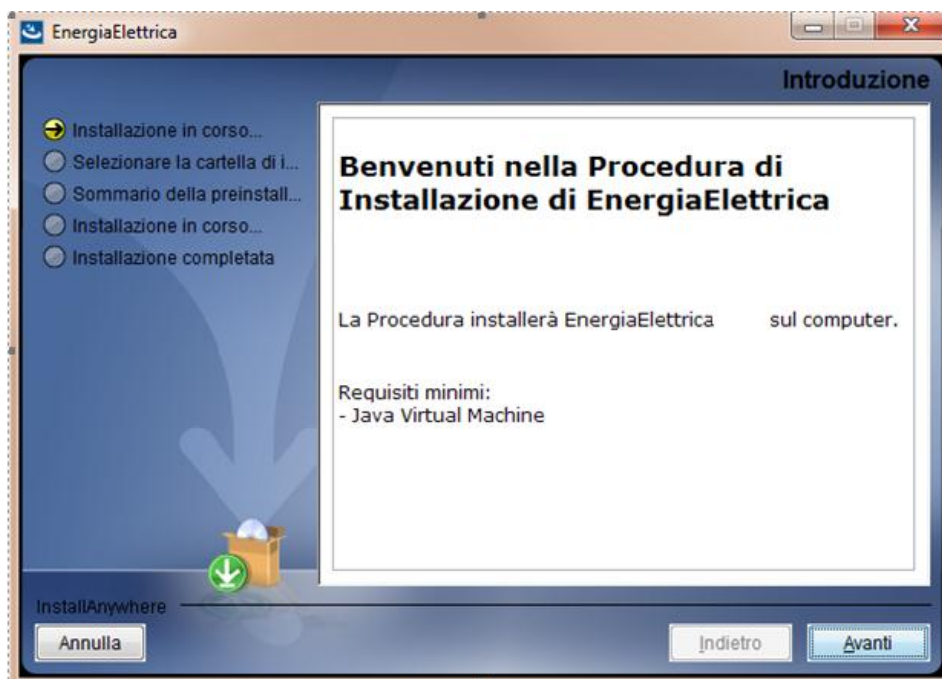 EnergiaElettrica
Introduzione
Installazione in corso...
Selezionare la cartella di i...
Sommario della preinstall...
Installazione in corso...
Installazione completata
Benvenuti nella Procedura di
Installazione di EnergiaElettrica
La Procedura installerà EnergiaElettrica sul computer.
Requisiti minimi:
- Java Virtual Machine
InstallAnywhere
Annulla
Indietro
Avanti